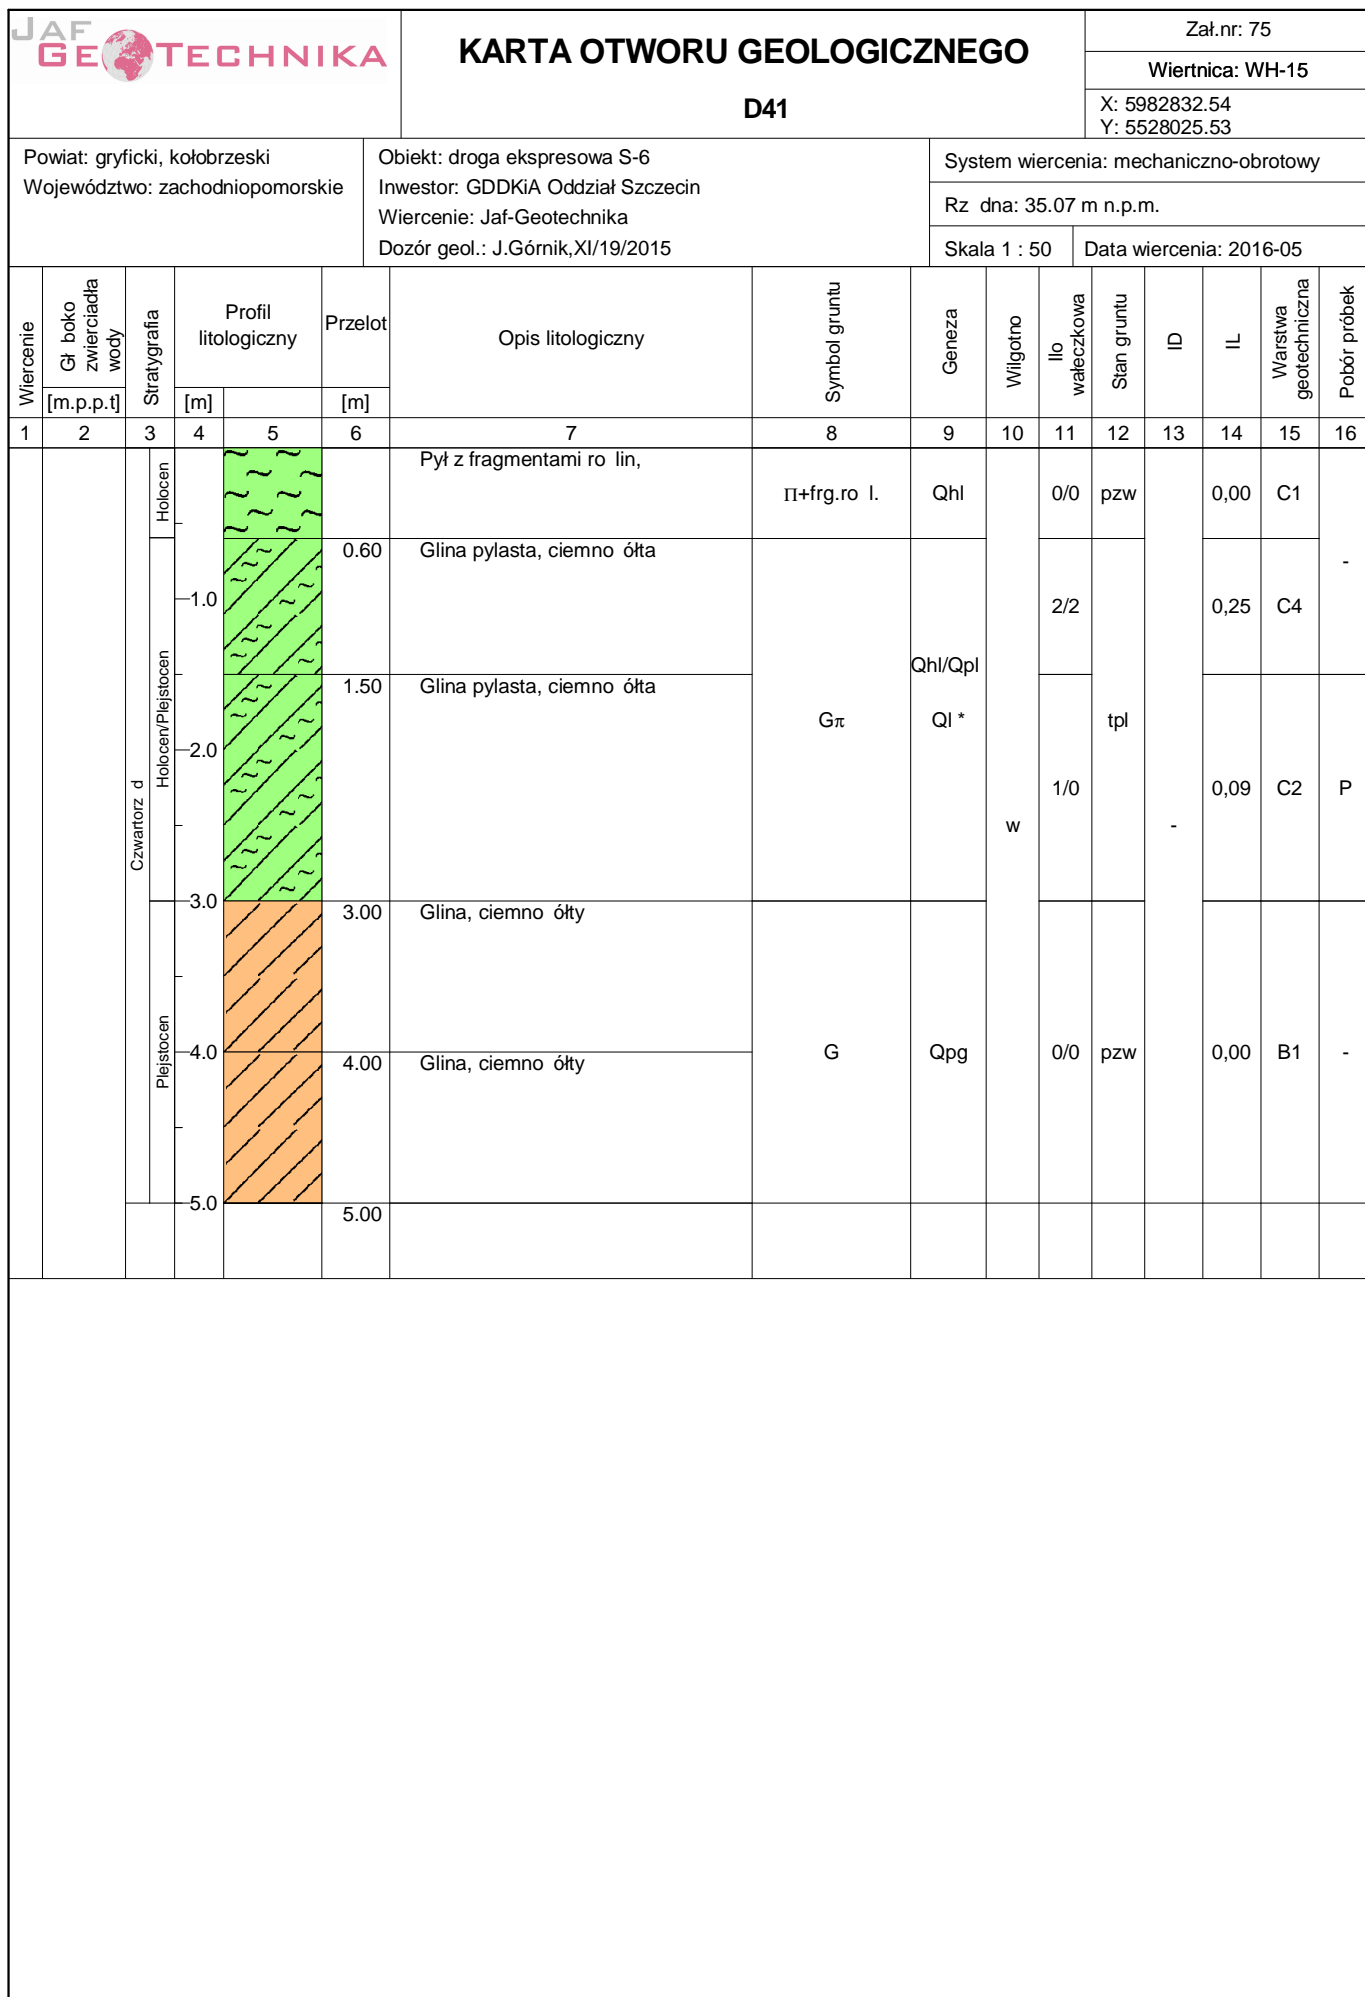 JAF
GEOTECHNIKA
KARTA OTWORU GEOLOGICZNEGO
D41
Zał.nr: 75
Wiertnica: WH-15
X: 5982832.54
Y: 5528025.53
Powiat: gryficki, kołobrzeski
Województwo: zachodniopomorskie
Obiekt: droga ekspresowa S-6
Inwestor: GDDKiA Oddział Szczecin
Wiercenie: Jaf-Geotechnika
Dozór geol.: J.Górnik,XI/19/2015
System wiercenia: mechaniczno-obrotowy
Rz dna: 35.07 m n.p.m.
Skala 1 : 50
Data wiercenia: 2016-05
Wiercenie
Gł boko
zwierciadła
wody
[m.p.p.t]
Stratygrafia
Profil
litologiczny
[m]
Przelot
[m]
Opis litologiczny
Symbol gruntu
Geneza
Wilgotno
Ilo
wałeczkowa
Stan gruntu
ID
IL
Warstwa
geotechniczna
Pobór próbek
1 2 3 4 5 6 7 8 9 10 11 12 13 14 15 16
Czwartorz d
Holocen
Pył z fragmentami ro lin,
Π+frg.ro l.
Qhl
0/0
pzw
0,00
C1
Holocen/Plejstocen
0.60
Glina pylasta, ciemno ółta
1.0
2/2
0,25
C4
-
Qhl/Qpl
1.50
Glina pylasta, ciemno ółta
Gπ
Ql *
tpl
2.0
1/0
0,09
C2
P
w
-
3.0
3.00
Glina, ciemno ółty
Plejstocen
4.0
4.00
Glina, ciemno ółty
G
Qpg
0/0
pzw
0,00
B1
-
5.0
5.00